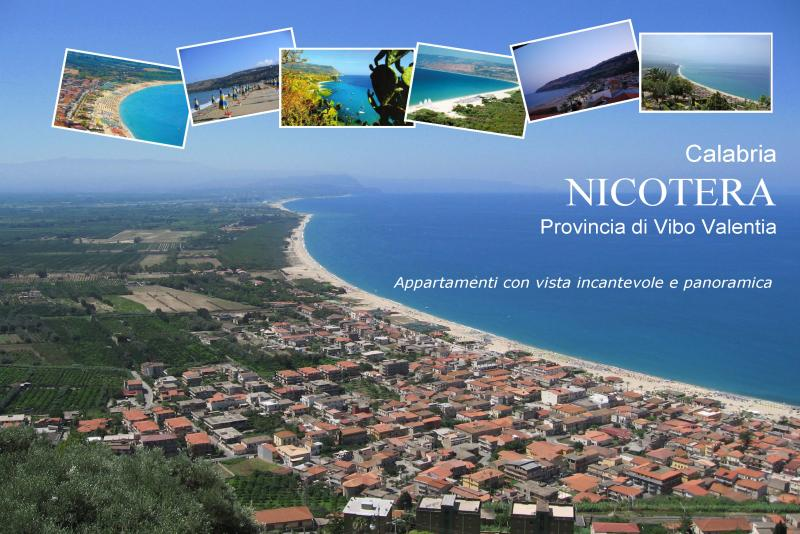 Calabria
NICOTERA
Provincia di Vibo Valentia
Appartamenti con vista incantevole e panoramica